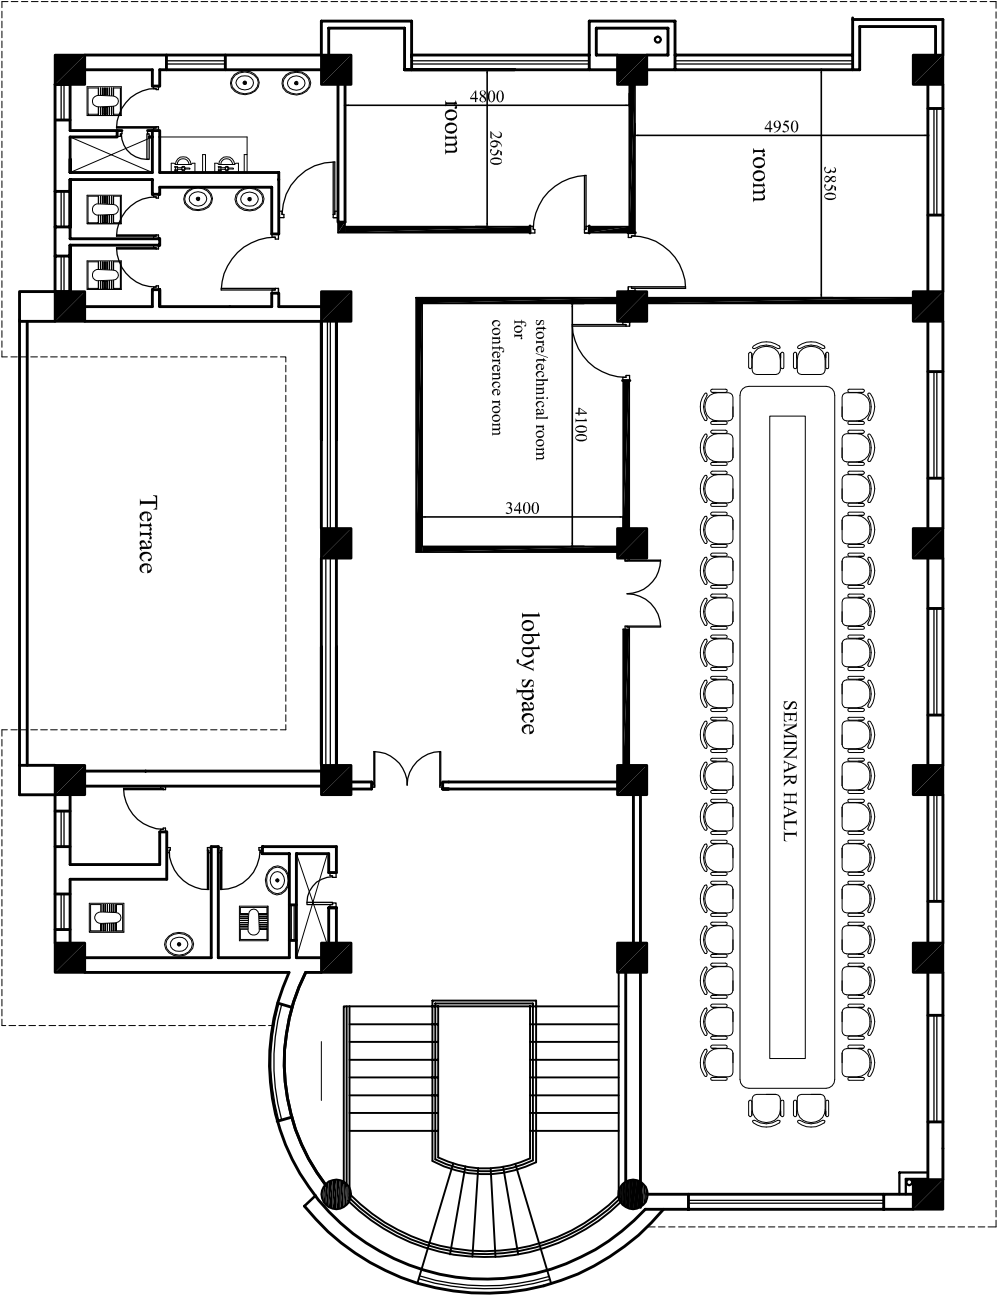 4800
room
2650
4950
room
3850
store/technical room
for
conference room
4100
3400
Terrace
lobby space
SEMINAR HALL